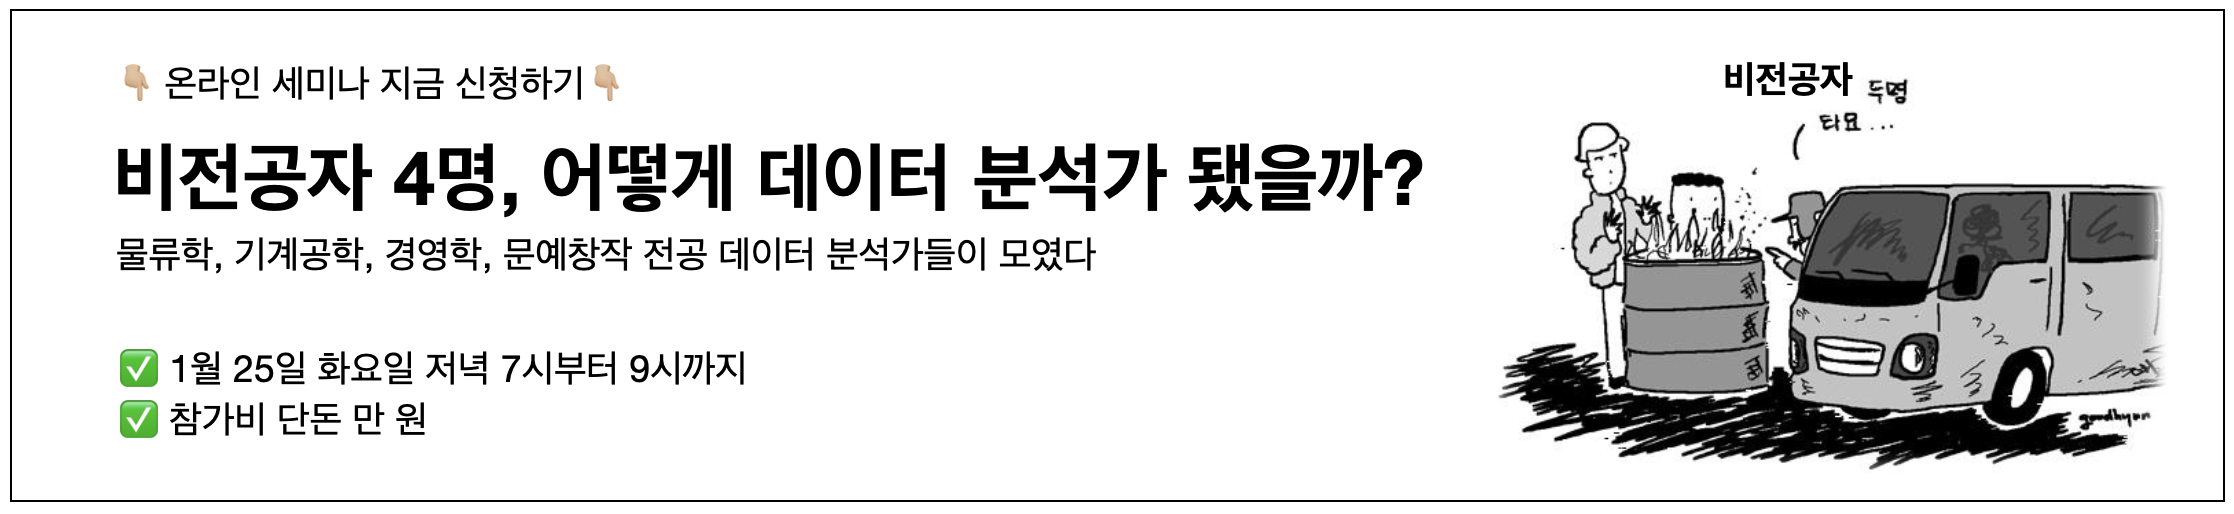 👇🏼 온라인 세미나 지금 신청하기👇🏼
비전공자 4명, 어떻게 데이터 분석가 됐을까?
물류학, 기계공학, 경영학, 문예창작 전공 데이터 분석가들이 모였다
✅ 1월 25일 화요일 저녁 7시부터 9시까지
✅ 참가비 단돈 만 원
비전공자 두명
타요...
goodhyun